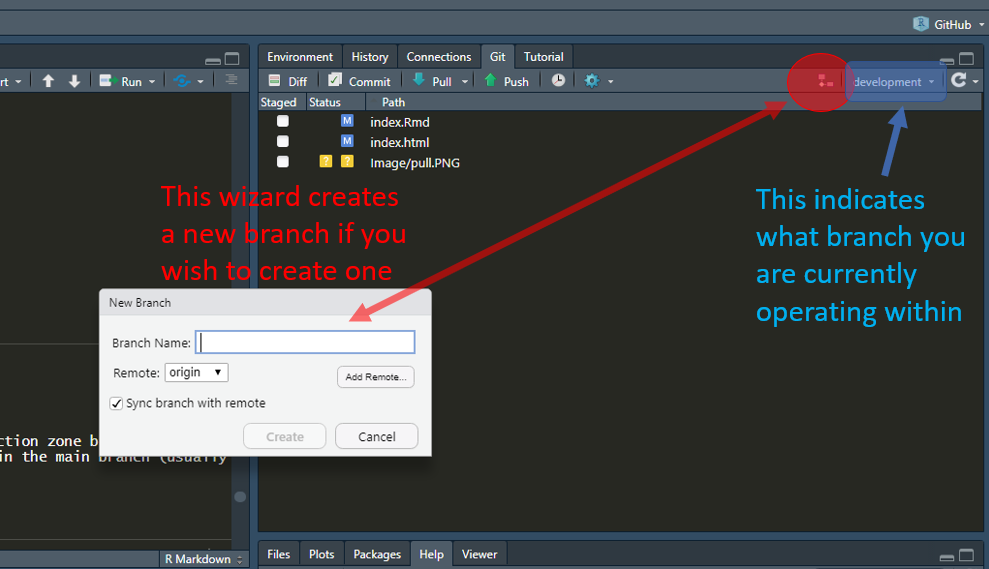 GitHub
Environment History Connections Git Tutorial
rt Run Diff Commit Pull Push development
Staged Status Path
M index.Rmd
M index.html
? ? Image/pull.PNG
This wizard creates
a new branch if you
wish to create one
This indicates
what branch you
are currently
operating within
New Branch
Branch Name:
Remote: origin Add Remote...
Sync branch with remote
Create Cancel
ction zone b
in the main branch (usually
R Markdown
Files Plots Packages Help Viewer